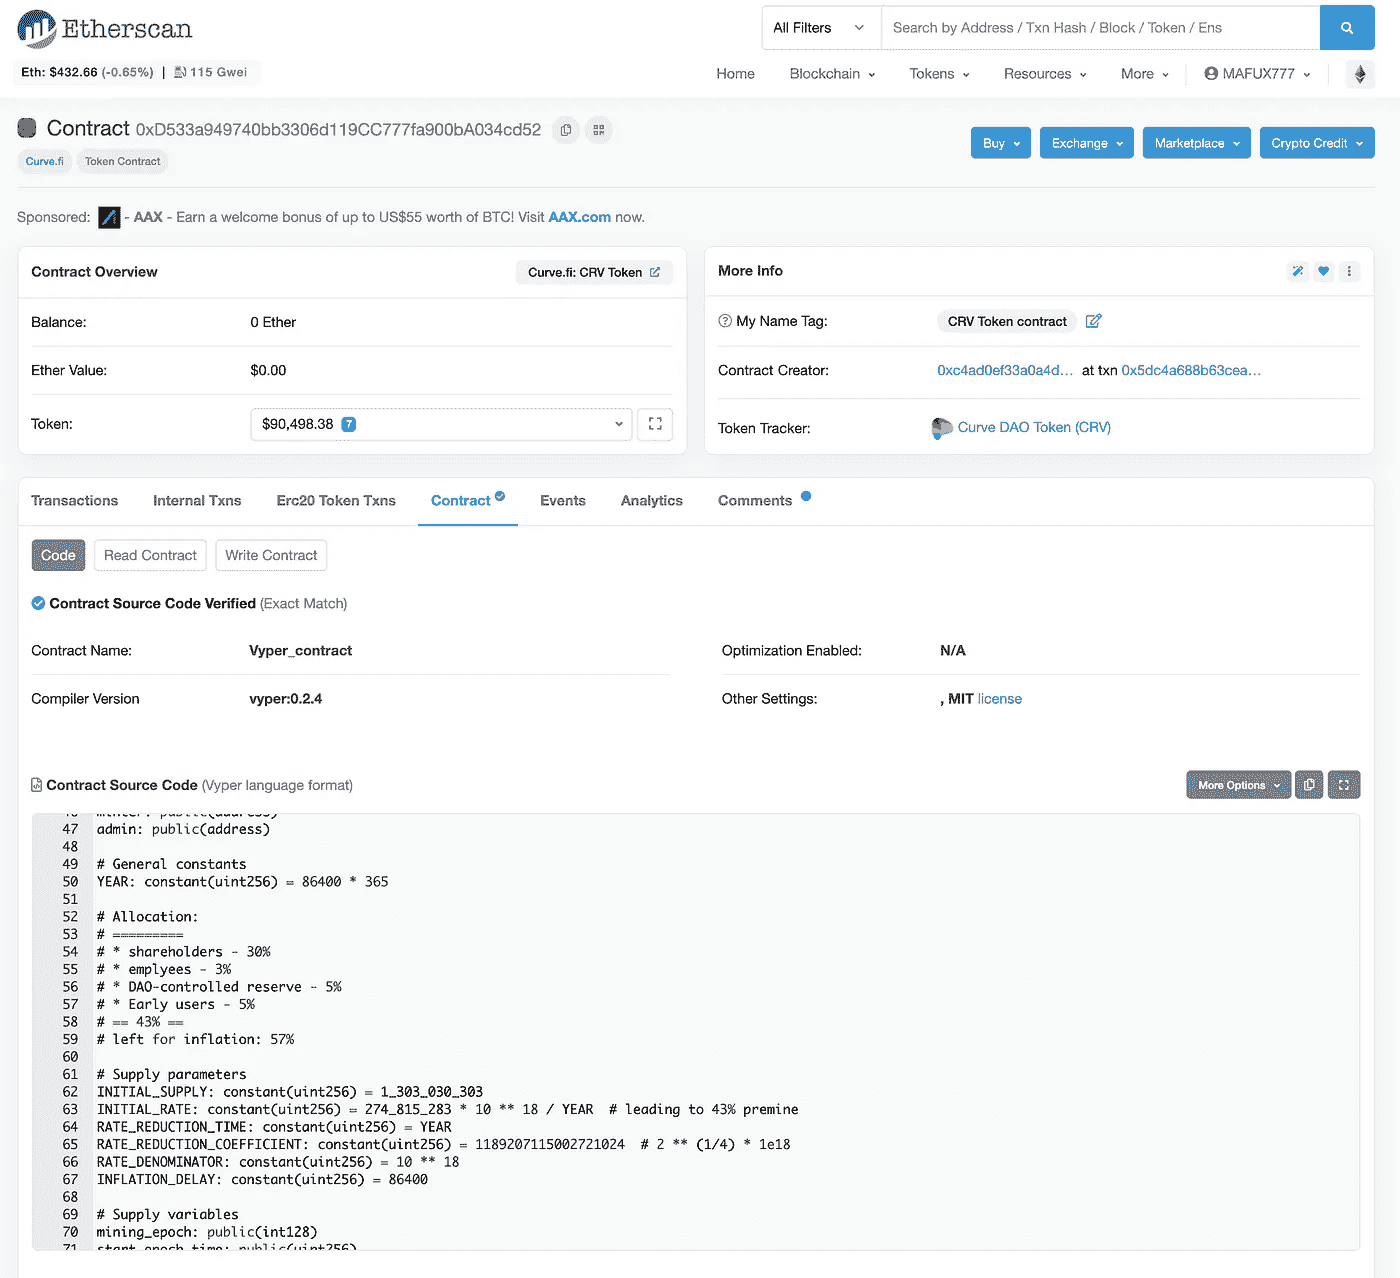 Etherscan
All Filters
Search by Address / Txn Hash / Block / Token / Ens
Eth: $432.66 (-0.65%) | 115 Gwei
Home Blockchain Tokens Resources More MAFUX777
Contract 0xD533a949740bb3306d119CC777fa900bA034cd52
Buy Exchange Marketplace Crypto Credit
Curve.fi Token Contract
Sponsored: - AAX - Earn a welcome bonus of up to US$55 worth of BTC! Visit AAX.com now.
Contract Overview
Curve.fi: CRV Token
Balance: 0 Ether
Ether Value: $0.00
Token: $90,498.38 7
More Info
My Name Tag: CRV Token contract
Contract Creator: 0xc4ad0ef33a0a4d... at txn 0x5dc4a688b63cea...
Token Tracker: Curve DAO Token (CRV)
Transactions Internal Txns Erc20 Token Txns Contract Events Analytics Comments
Code Read Contract Write Contract
Contract Source Code Verified (Exact Match)
Contract Name: Vyper_contract
Optimization Enabled: N/A
Compiler Version vyper:0.2.4
Other Settings: , MIT license
Contract Source Code (Vyper language format)
More Options
46 minter: public(address)
47 admin: public(address)
48
49 # General constants
50 YEAR: constant(uint256) = 86400 * 365
51
52 # Allocation:
53 # =========
54 # * shareholders - 30%
55 # * emplyees - 3%
56 # * DAO-controlled reserve - 5%
57 # * Early users - 5%
58 # == 43% ==
59 # left for inflation: 57%
60
61 # Supply parameters
62 INITIAL_SUPPLY: constant(uint256) = 1_303_030_303
63 INITIAL_RATE: constant(uint256) = 274_815_283 * 10 ** 18 / YEAR # leading to 43% premine
64 RATE_REDUCTION_TIME: constant(uint256) = YEAR
65 RATE_REDUCTION_COEFFICIENT: constant(uint256) = 1189207115002721024 # 2 ** (1/4) * 1e18
66 RATE_DENOMINATOR: constant(uint256) = 10 ** 18
67 INFLATION_DELAY: constant(uint256) = 86400
68
69 # Supply variables
70 mining_epoch: public(int128)
71 start_epoch_time: public(uint256)